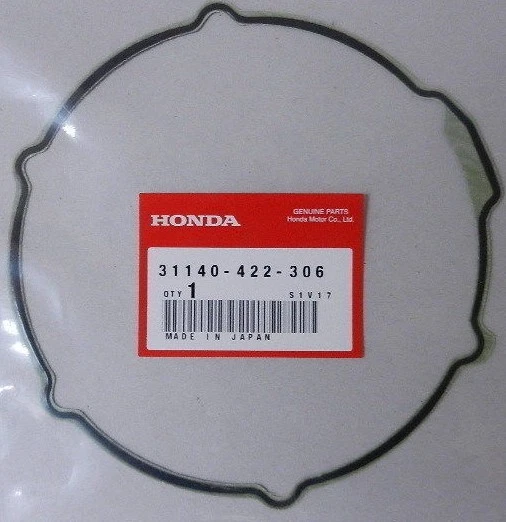 HONDA
GENUINE PARTS
Honda Motor Co., Ltd.
31140-422-306
QTY 1 S1V17
MADE IN JAPAN